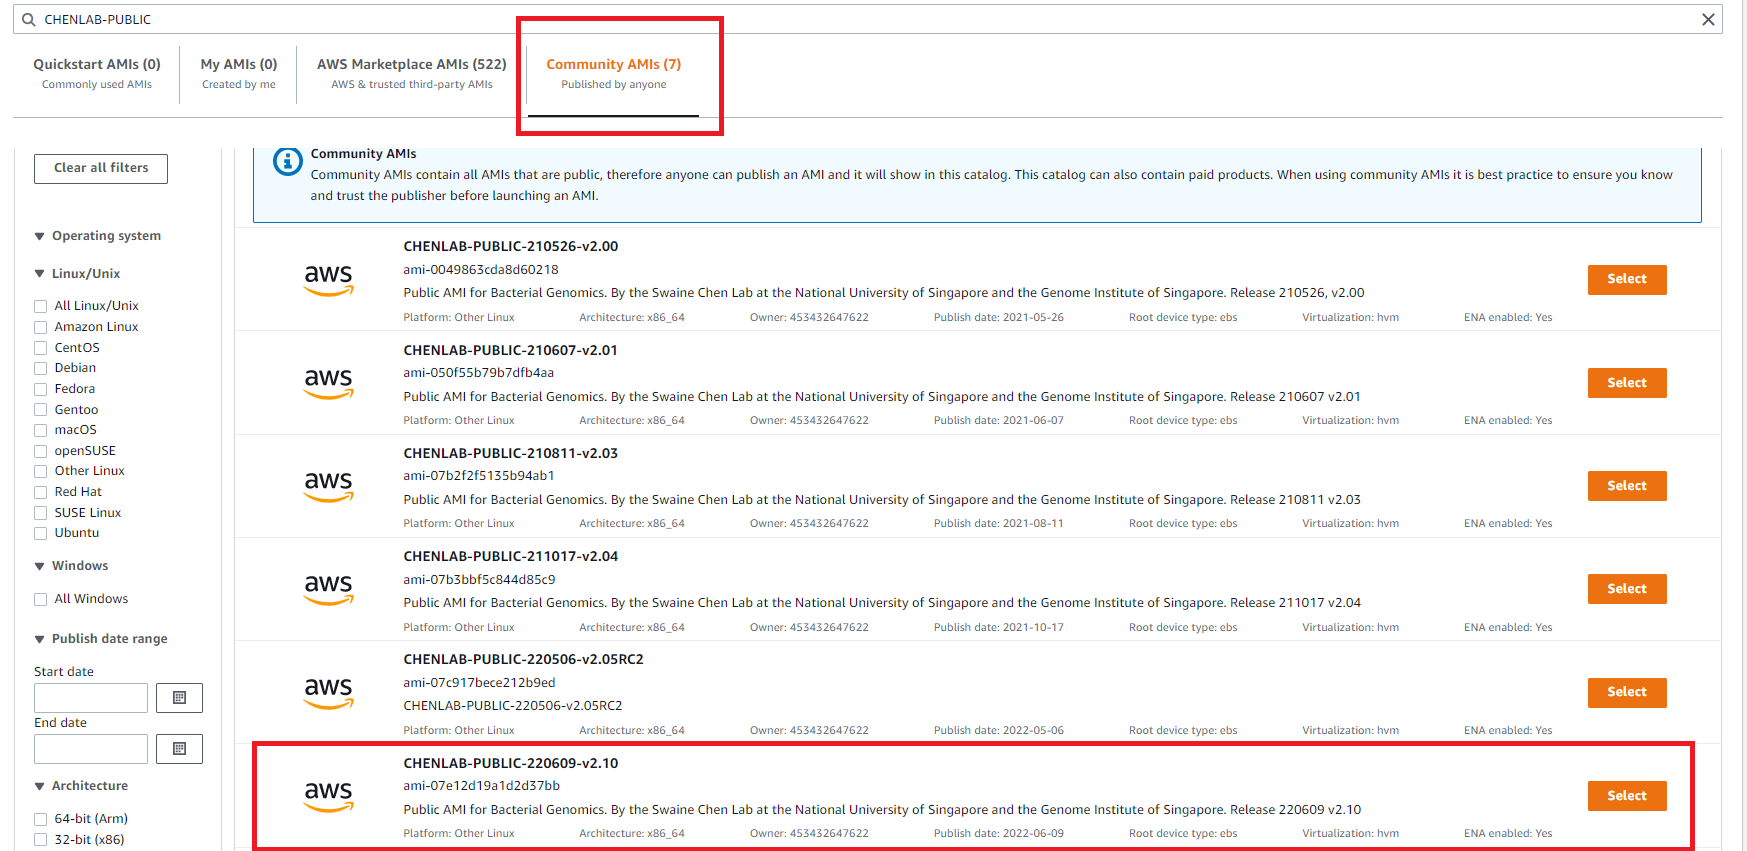 CHENLAB-PUBLIC
Quickstart AMIs (0)
Commonly used AMIs
My AMIs (0)
Created by me
AWS Marketplace AMIs (522)
AWS & trusted third-party AMIs
Community AMIs (7)
Published by anyone
Clear all filters
Operating system
Linux/Unix
All Linux/Unix
Amazon Linux
CentOS
Debian
Fedora
Gentoo
macOS
openSUSE
Other Linux
Red Hat
SUSE Linux
Ubuntu
Windows
All Windows
Publish date range
Start date
End date
Architecture
64-bit (Arm)
32-bit (x86)
Community AMIs
Community AMIs contain all AMIs that are public, therefore anyone can publish an AMI and it will show in this catalog. This catalog can also contain paid products. When using community AMIs it is best practice to ensure you know
and trust the publisher before launching an AMI.
aws
CHENLAB-PUBLIC-210526-v2.00
ami-0049863cda8d60218
Public AMI for Bacterial Genomics. By the Swaine Chen Lab at the National University of Singapore and the Genome Institute of Singapore. Release 210526, v2.00
Platform: Other Linux Architecture: x86_64 Owner: 453432647622 Publish date: 2021-05-26 Root device type: ebs Virtualization: hvm ENA enabled: Yes
Select
aws
CHENLAB-PUBLIC-210607-v2.01
ami-050f55b79b7dfb4aa
Public AMI for Bacterial Genomics. By the Swaine Chen Lab at the National University of Singapore and the Genome Institute of Singapore. Release 210607 v2.01
Platform: Other Linux Architecture: x86_64 Owner: 453432647622 Publish date: 2021-06-07 Root device type: ebs Virtualization: hvm ENA enabled: Yes
Select
aws
CHENLAB-PUBLIC-210811-v2.03
ami-07b2f2f5135b94ab1
Public AMI for Bacterial Genomics. By the Swaine Chen Lab at the National University of Singapore and the Genome Institute of Singapore. Release 210811 v2.03
Platform: Other Linux Architecture: x86_64 Owner: 453432647622 Publish date: 2021-08-11 Root device type: ebs Virtualization: hvm ENA enabled: Yes
Select
aws
CHENLAB-PUBLIC-211017-v2.04
ami-07b3bbf5c844d85c9
Public AMI for Bacterial Genomics. By the Swaine Chen Lab at the National University of Singapore and the Genome Institute of Singapore. Release 211017 v2.04
Platform: Other Linux Architecture: x86_64 Owner: 453432647622 Publish date: 2021-10-17 Root device type: ebs Virtualization: hvm ENA enabled: Yes
Select
aws
CHENLAB-PUBLIC-220506-v2.05RC2
ami-07c917bece212b9ed
CHENLAB-PUBLIC-220506-v2.05RC2
Platform: Other Linux Architecture: x86_64 Owner: 453432647622 Publish date: 2022-05-06 Root device type: ebs Virtualization: hvm ENA enabled: Yes
Select
aws
CHENLAB-PUBLIC-220609-v2.10
ami-07e12d19a1d2d37bb
Public AMI for Bacterial Genomics. By the Swaine Chen Lab at the National University of Singapore and the Genome Institute of Singapore. Release 220609 v2.10
Platform: Other Linux Architecture: x86_64 Owner: 453432647622 Publish date: 2022-06-09 Root device type: ebs Virtualization: hvm ENA enabled: Yes
Select